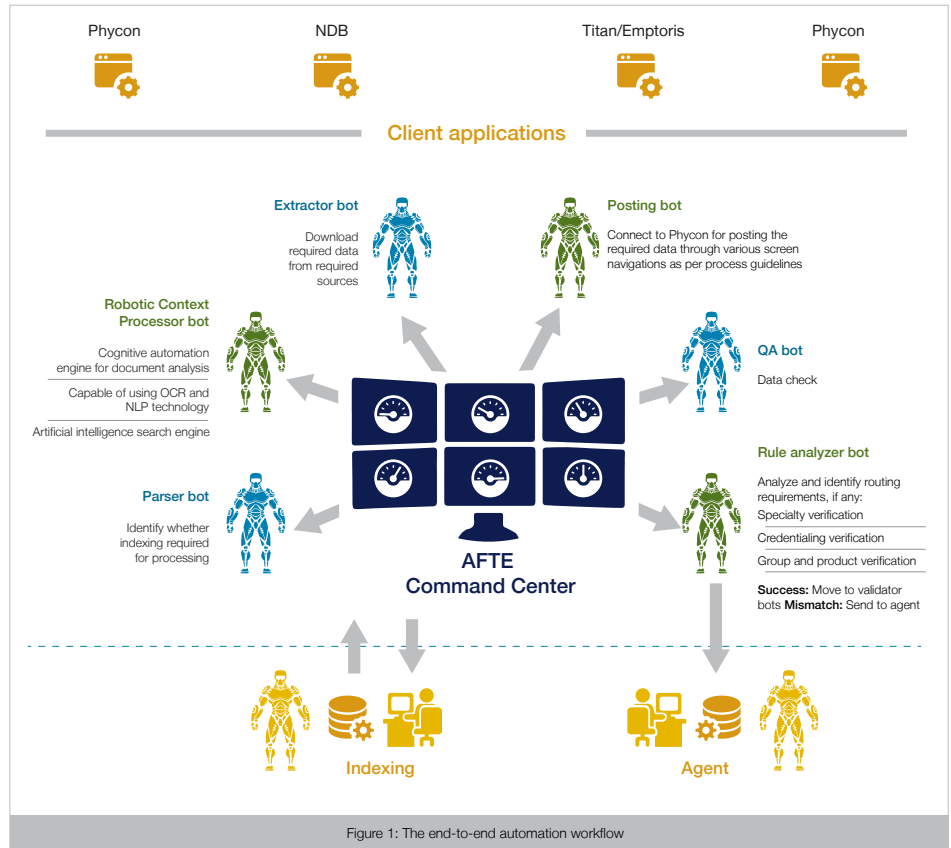 Phycon
NDB
Titan/Emptoris
Phycon
Client applications
Extractor bot
Download
required data
from required
sources
Posting bot
Connect to Phycon for posting the
required data through various screen
navigations as per process guidelines
Robotic Context
Processor bot
Cognitive automation
engine for document analysis
Capable of using OCR and
NLP technology
Artificial intelligence search engine
QA bot
Data check
Parser bot
Identify whether
indexing required
for processing
Rule analyzer bot
Analyze and identify routing
requirements, if any:
Specialty verification
Credentialing verification
Group and product verification
Success: Move to validator
bots Mismatch: Send to agent
AFTE
Command Center
Indexing
Agent
Figure 1: The end-to-end automation workflow